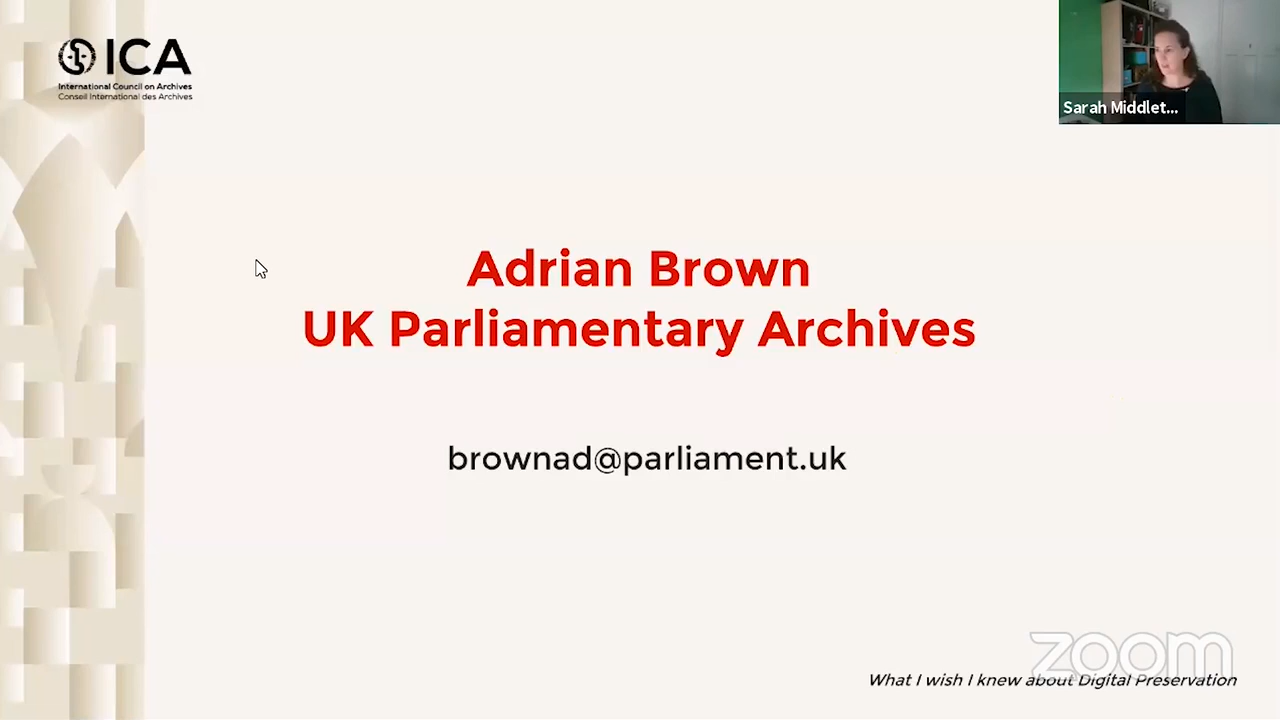 ICA
International Council on Archives
Conseil International des Archives
Sarah Middlet...
Adrian Brown
UK Parliamentary Archives
brownad@parliament.uk
zoom
What I wish I knew about Digital Preservation